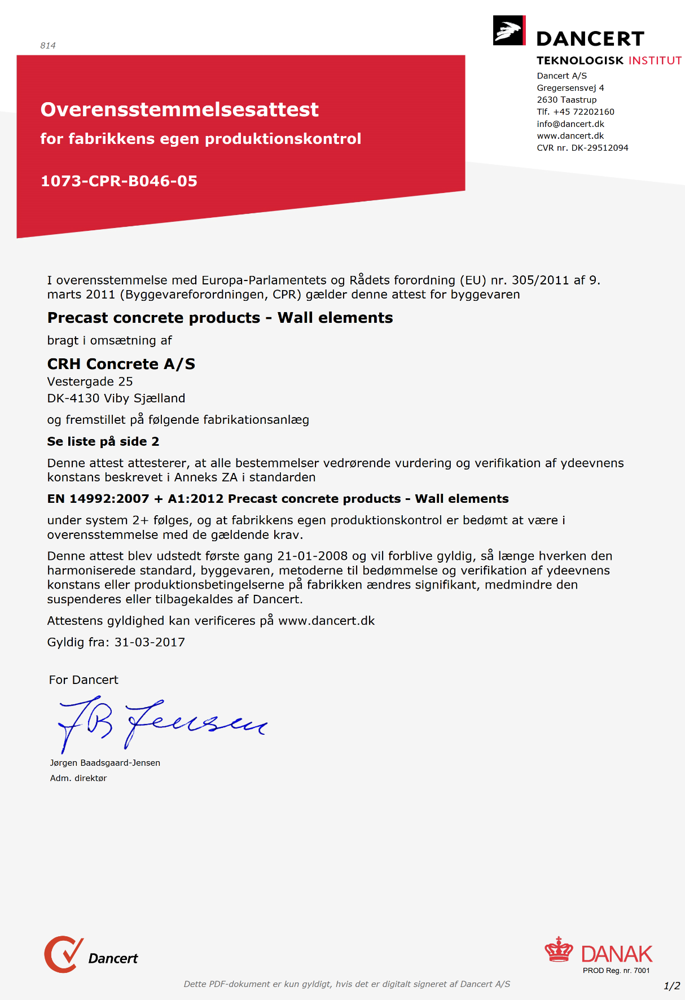 814
DANCERT
TEKNOLOGISK INSTITUT
Dancert A/S
Gregersensvej 4
2630 Taastrup
Tlf. +45 72202160
info@dancert.dk
www.dancert.dk
CVR nr. DK-29512094
Overensstemmelsesattest
for fabrikkens egen produktionskontrol
1073-CPR-B046-05
I overensstemmelse med Europa-Parlamentets og Rådets forordning (EU) nr. 305/2011 af 9.
marts 2011 (Byggevareforordningen, CPR) gælder denne attest for byggevaren
Precast concrete products - Wall elements
bragt i omsætning af
CRH Concrete A/S
Vestergade 25
DK-4130 Viby Sjælland
og fremstillet på følgende fabrikationsanlæg
Se liste på side 2
Denne attest attesterer, at alle bestemmelser vedrørende vurdering og verifikation af ydeevnens
konstans beskrevet i Anneks ZA i standarden
EN 14992:2007 + A1:2012 Precast concrete products - Wall elements
under system 2+ følges, og at fabrikkens egen produktionskontrol er bedømt at være i
overensstemmelse med de gældende krav.
Denne attest blev udstedt første gang 21-01-2008 og vil forblive gyldig, så længe hverken den
harmoniserede standard, byggevaren, metoderne til bedømmelse og verifikation af ydeevnens
konstans eller produktionsbetingelserne på fabrikken ændres signifikant, medmindre den
suspenderes eller tilbagekaldes af Dancert.
Attestens gyldighed kan verificeres på www.dancert.dk
Gyldig fra: 31-03-2017
For Dancert
JB Jensen
Jørgen Baadsgaard-Jensen
Adm. direktør
Dancert
DANAK
PROD Reg. nr. 7001
Dette PDF-dokument er kun gyldigt, hvis det er digitalt signeret af Dancert A/S
1/2